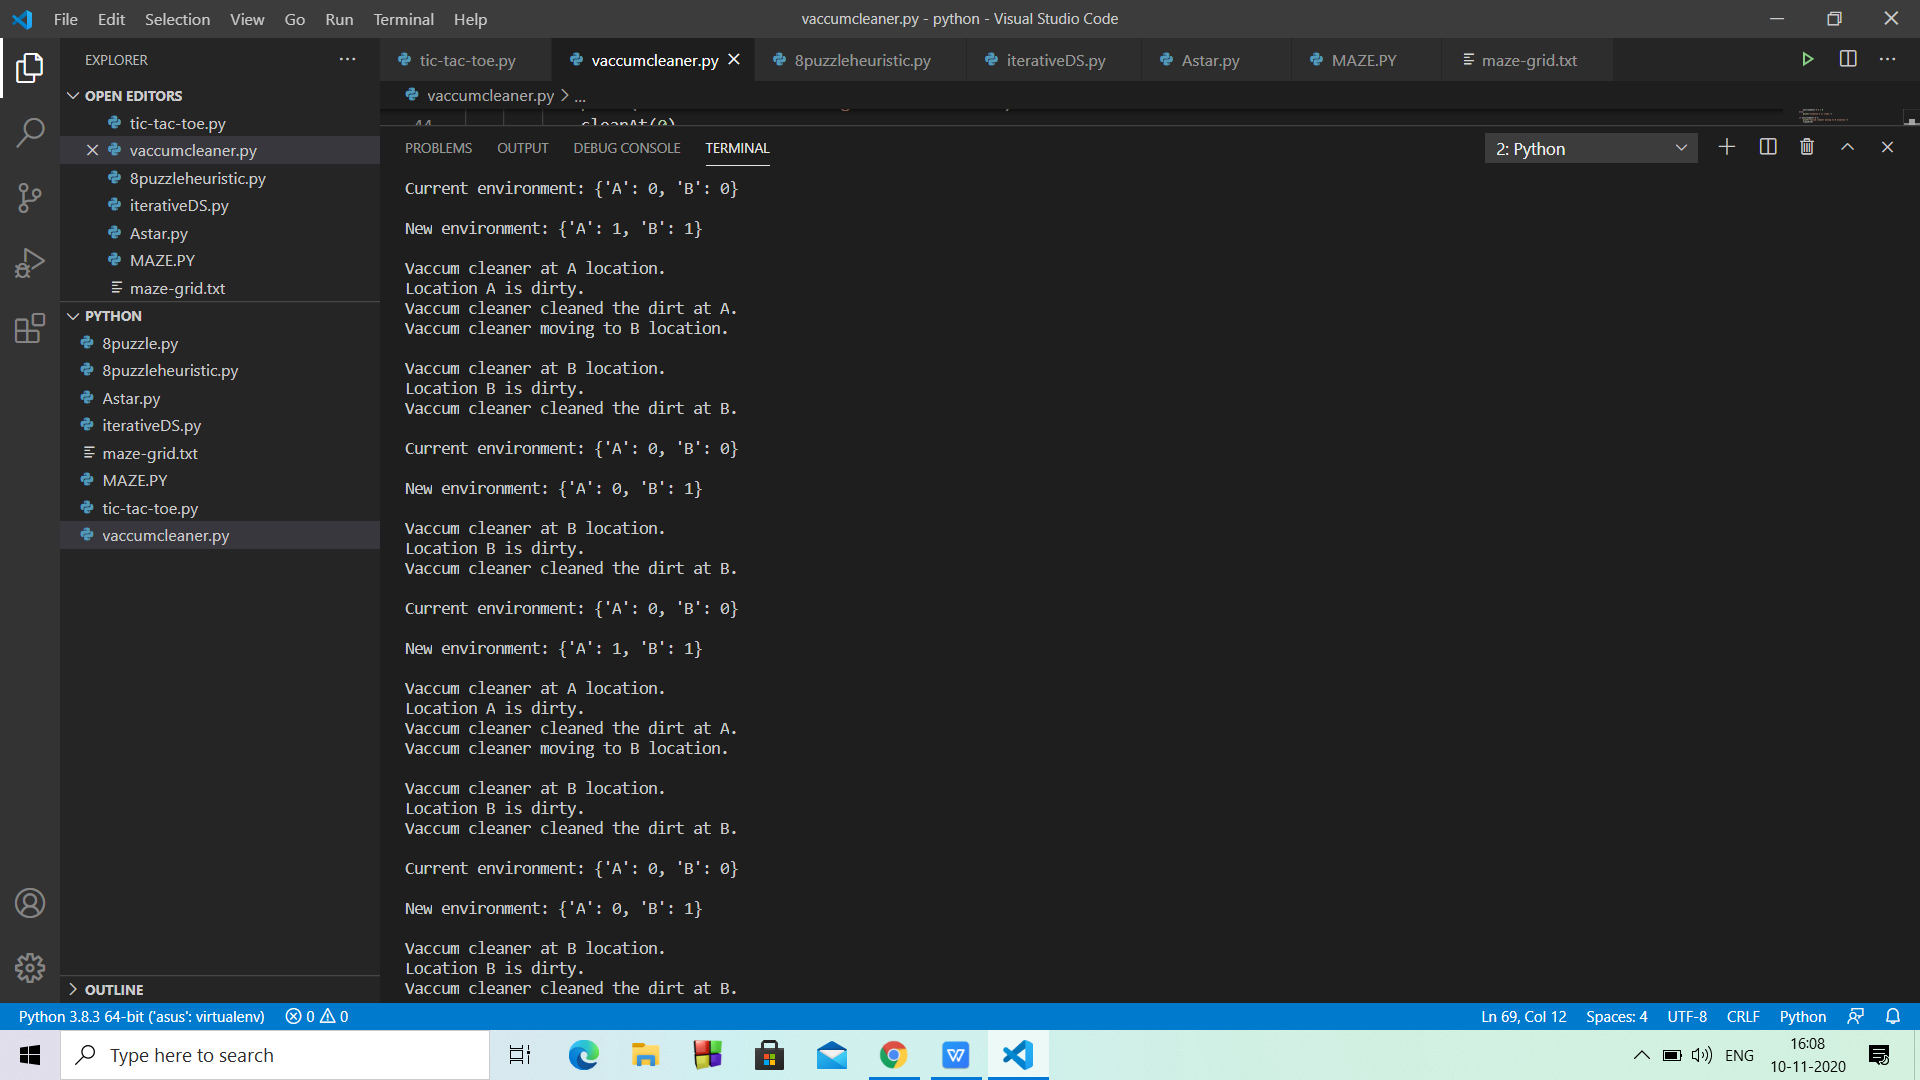 File Edit Selection View Go Run Terminal Help
vaccumcleaner.py - python - Visual Studio Code
EXPLORER
OPEN EDITORS
tic-tac-toe.py
vaccumcleaner.py
8puzzleheuristic.py
iterativeDS.py
Astar.py
MAZE.PY
maze-grid.txt
PYTHON
8puzzle.py
8puzzleheuristic.py
Astar.py
iterativeDS.py
maze-grid.txt
MAZE.PY
tic-tac-toe.py
vaccumcleaner.py
OUTLINE
tic-tac-toe.py vaccumcleaner.py 8puzzleheuristic.py iterativeDS.py Astar.py MAZE.PY maze-grid.txt
vaccumcleaner.py > ...
44 cleanAt(0)
PROBLEMS OUTPUT DEBUG CONSOLE TERMINAL
2: Python
Current environment: {'A': 0, 'B': 0}
New environment: {'A': 1, 'B': 1}
Vaccum cleaner at A location.
Location A is dirty.
Vaccum cleaner cleaned the dirt at A.
Vaccum cleaner moving to B location.
Vaccum cleaner at B location.
Location B is dirty.
Vaccum cleaner cleaned the dirt at B.
Current environment: {'A': 0, 'B': 0}
New environment: {'A': 0, 'B': 1}
Vaccum cleaner at B location.
Location B is dirty.
Vaccum cleaner cleaned the dirt at B.
Current environment: {'A': 0, 'B': 0}
New environment: {'A': 1, 'B': 1}
Vaccum cleaner at A location.
Location A is dirty.
Vaccum cleaner cleaned the dirt at A.
Vaccum cleaner moving to B location.
Vaccum cleaner at B location.
Location B is dirty.
Vaccum cleaner cleaned the dirt at B.
Current environment: {'A': 0, 'B': 0}
New environment: {'A': 0, 'B': 1}
Vaccum cleaner at B location.
Location B is dirty.
Vaccum cleaner cleaned the dirt at B.
Python 3.8.3 64-bit ('asus': virtualenv) 0 0
Ln 69, Col 12 Spaces: 4 UTF-8 CRLF Python
Type here to search
ENG
16:08
10-11-2020